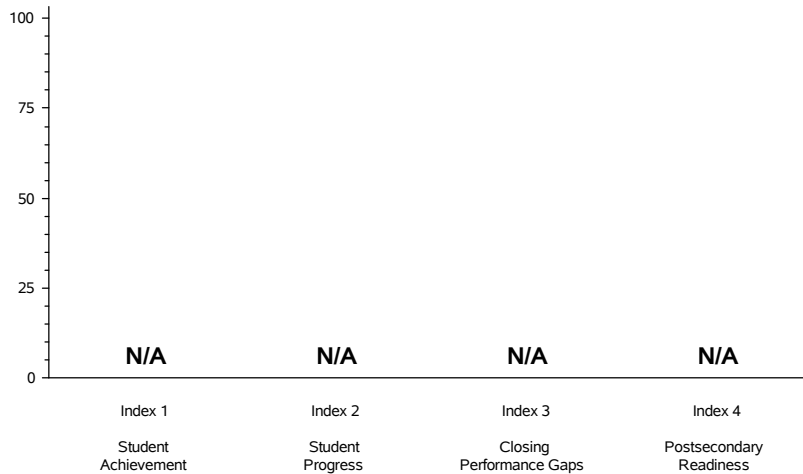 100
75
50
25
N/A N/A N/A N/A
0
Index 1 Index 2 Index 3 Index 4
Student Student Closing Postsecondary
Achievement Progress Performance Gaps Readiness